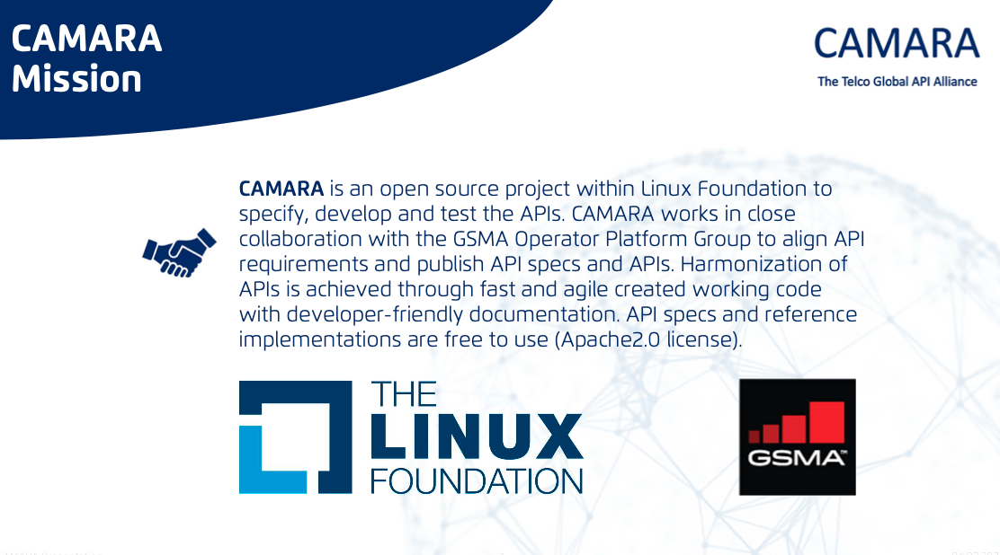 CAMARA
Mission
CAMARA
The Telco Global API Alliance
CAMARA is an open source project within Linux Foundation to
specify, develop and test the APIs. CAMARA works in close
collaboration with the GSMA Operator Platform Group to align API
requirements and publish API specs and APIs. Harmonization of
APIs is achieved through fast and agile created working code
with developer-friendly documentation. API specs and reference
implementations are free to use (Apache2.0 license).
THE
LINUX
FOUNDATION
GSMA™